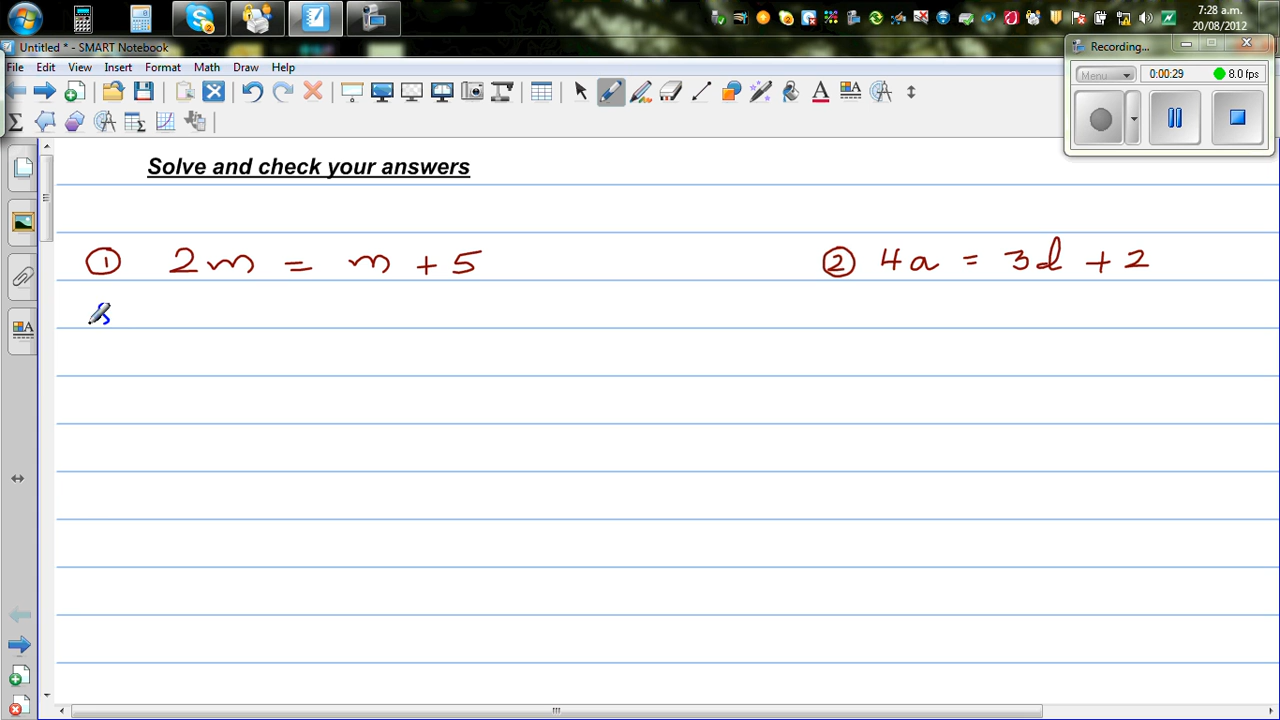 7:28 a.m.
20/08/2012
Untitled * - SMART Notebook
Recording...
File Edit View Insert Format Math Draw Help
Menu 0:00:29 8.0 fps
Solve and check your answers
① 2m = m + 5
② 4a = 3d + 2